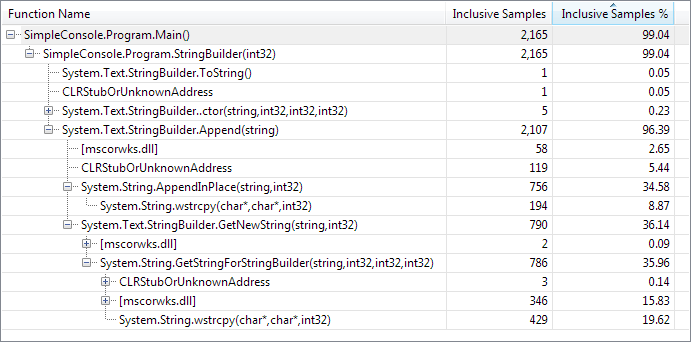 Function Name Inclusive Samples Inclusive Samples %
SimpleConsole.Program.Main() 2,165 99.04
SimpleConsole.Program.StringBuilder(int32) 2,165 99.04
System.Text.StringBuilder.ToString() 1 0.05
CLRStubOrUnknownAddress 1 0.05
System.Text.StringBuilder..ctor(string,int32,int32,int32) 5 0.23
System.Text.StringBuilder.Append(string) 2,107 96.39
[mscorwks.dll] 58 2.65
CLRStubOrUnknownAddress 119 5.44
System.String.AppendInPlace(string,int32) 756 34.58
System.String.wstrcpy(char*,char*,int32) 194 8.87
System.Text.StringBuilder.GetNewString(string,int32) 790 36.14
[mscorwks.dll] 2 0.09
System.String.GetStringForStringBuilder(string,int32,int32,int32) 786 35.96
CLRStubOrUnknownAddress 3 0.14
[mscorwks.dll] 346 15.83
System.String.wstrcpy(char*,char*,int32) 429 19.62